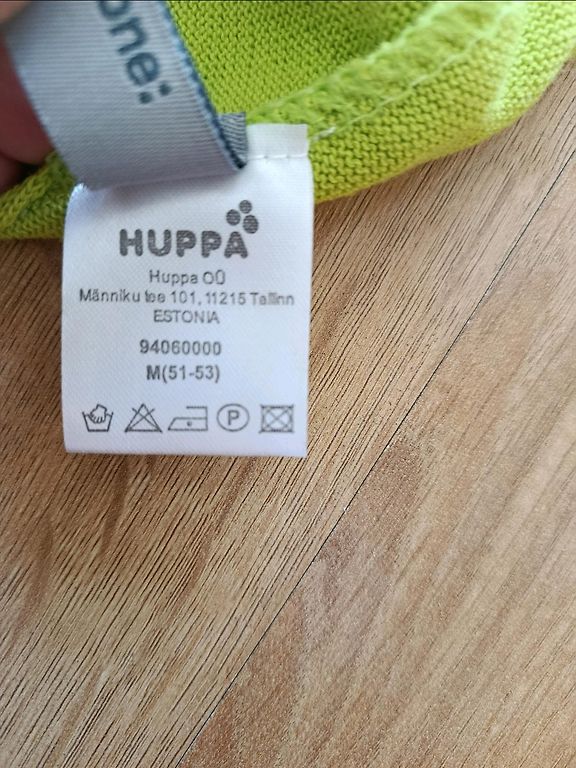 one:
HUPPA
Huppa OÜ
Männiku tee 101, 11215 Tallinn
ESTONIA
94060000
M(51-53)
P